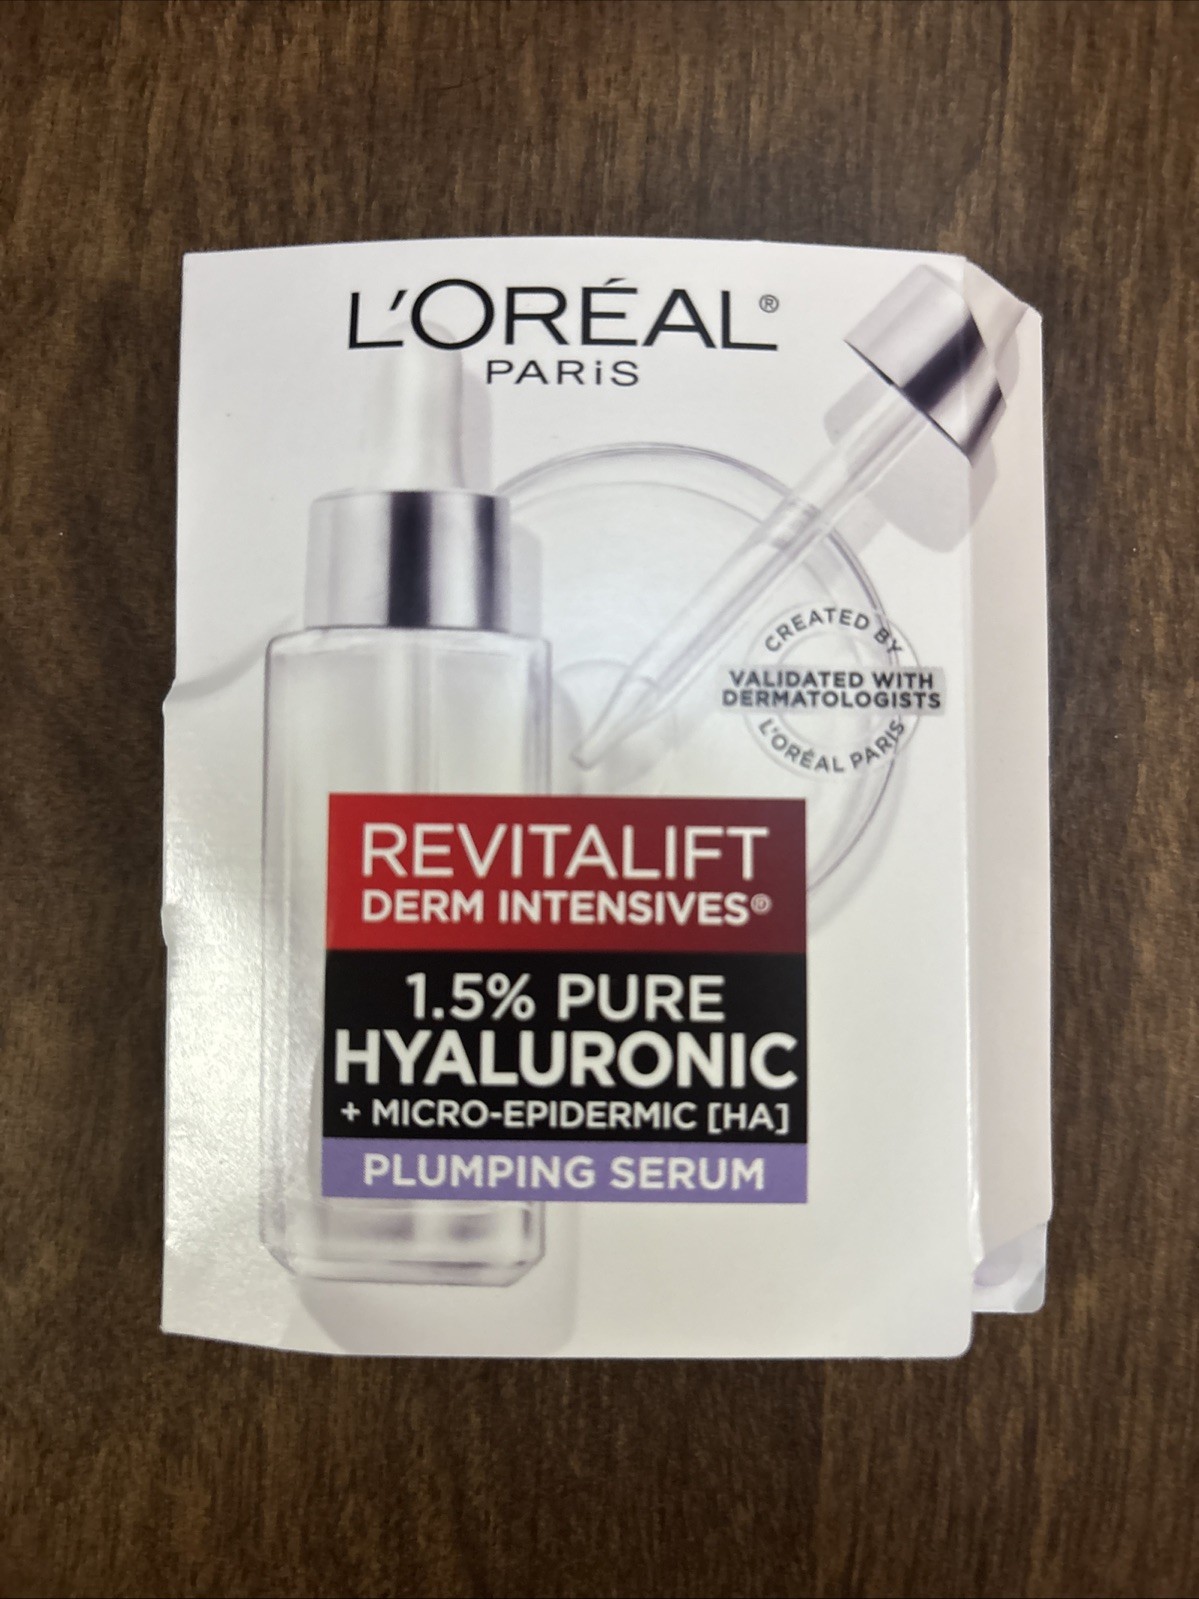 L'ORÉAL®
PARiS
CREATED BY
VALIDATED WITH
DERMATOLOGISTS
L'ORÉAL PARIS
REVITALIFT
DERM INTENSIVES®
1.5% PURE
HYALURONIC
+ MICRO-EPIDERMIC [HA]
PLUMPING SERUM